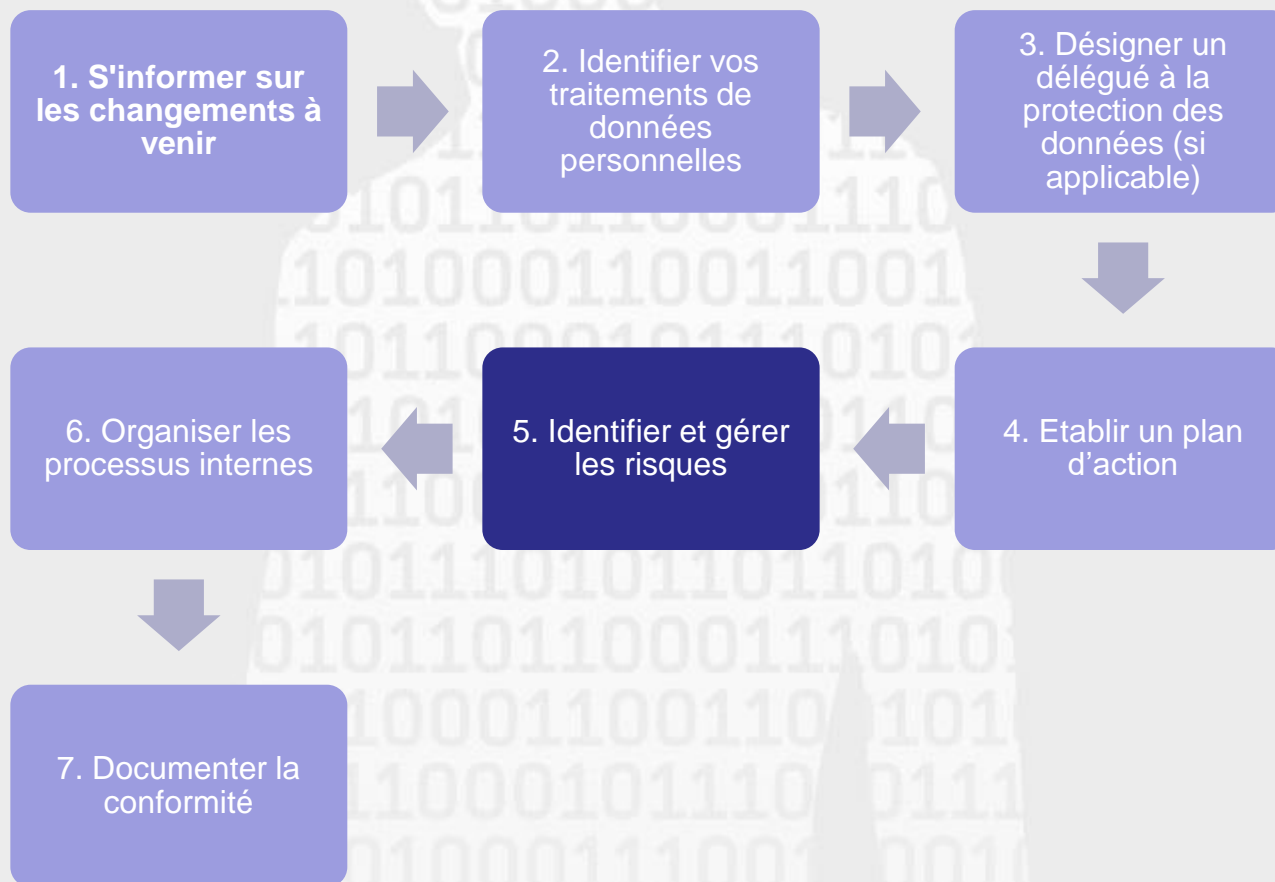 1. S'informer sur
les changements à
venir
2. Identifier vos
traitements de
données
personnelles
3. Désigner un
délégué à la
protection des
données (si
applicable)
4. Etablir un plan
d’action
5. Identifier et gérer
les risques
6. Organiser les
processus internes
7. Documenter la
conformité